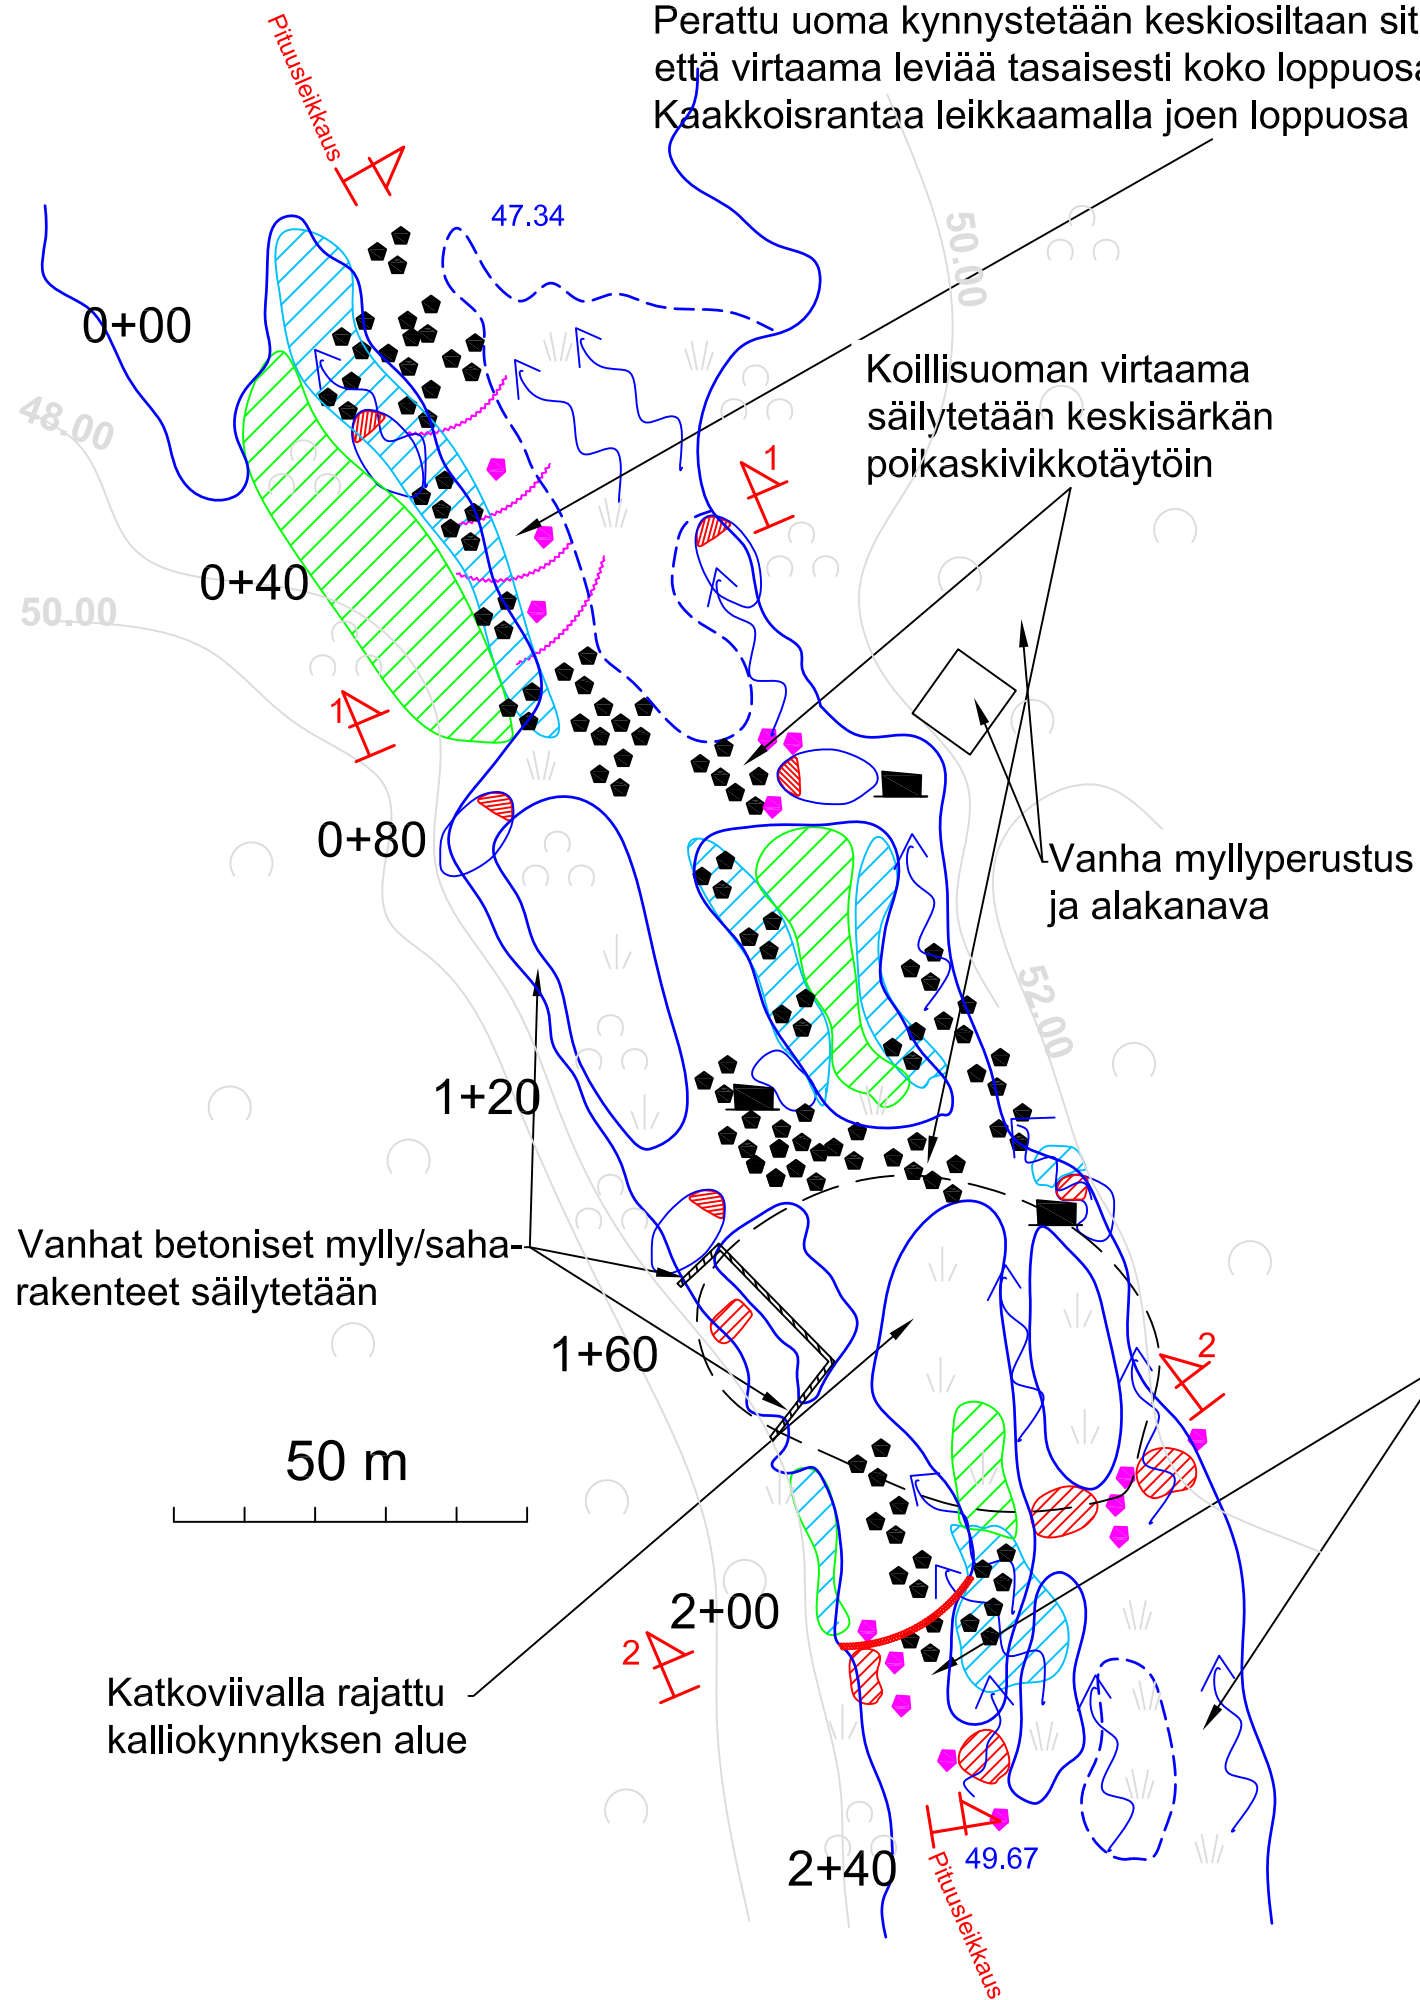 Perattu uoma kynnystetään keskiosiltaan sit
että virtaama leviää tasaisesti koko loppuosa
Kaakkoisrantaa leikkaamalla joen loppuosa
Pituusleikkaus
47.34
50.00
0+00
Koillisuoman virtaama
säilytetään keskisärkän
poikaskivikkotäytöin
48.00
1
0+40
50.00
1
0+80
Vanha myllyperustus
ja alakanava
52.00
1+20
Vanhat betoniset mylly/saha-
rakenteet säilytetään
1+60
2
50 m
2+00
2
Katkoviivalla rajattu
kalliokynnyksen alue
2+40
49.67
Pituusleikkaus